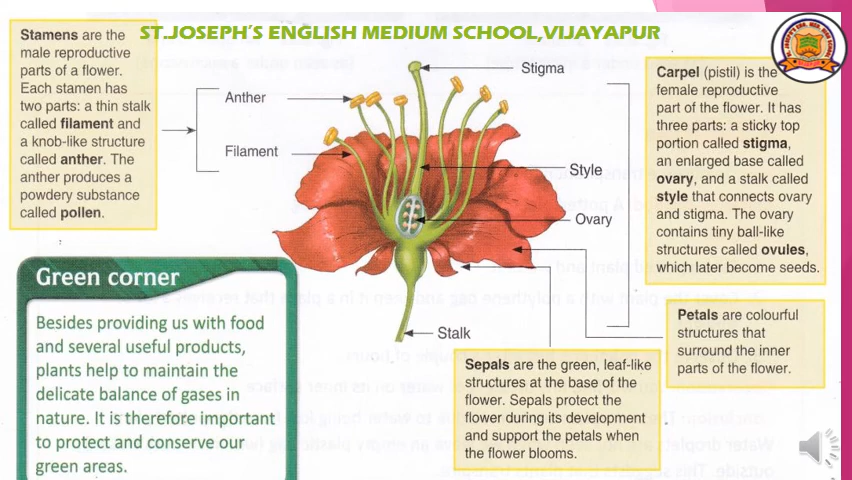 ST.JOSEPH'S ENGLISH MEDIUM SCHOOL,VIJAYAPUR
Stamens are the
male reproductive
parts of a flower.
Each stamen has
two parts: a thin stalk
called filament and
a knob-like structure
called anther. The
anther produces a
powdery substance
called pollen.
Anther
Filament
Stigma
Style
Ovary
Stalk
Carpel (pistil) is the
female reproductive
part of the flower. It has
three parts: a sticky top
portion called stigma,
an enlarged base called
ovary, and a stalk called
style that connects ovary
and stigma. The ovary
contains tiny ball-like
structures called ovules,
which later become seeds.
Petals are colourful
structures that
surround the inner
parts of the flower.
Sepals are the green, leaf-like
structures at the base of the
flower. Sepals protect the
flower during its development
and support the petals when
the flower blooms.
Green corner
Besides providing us with food
and several useful products,
plants help to maintain the
delicate balance of gases in
nature. It is therefore important
to protect and conserve our
green areas.